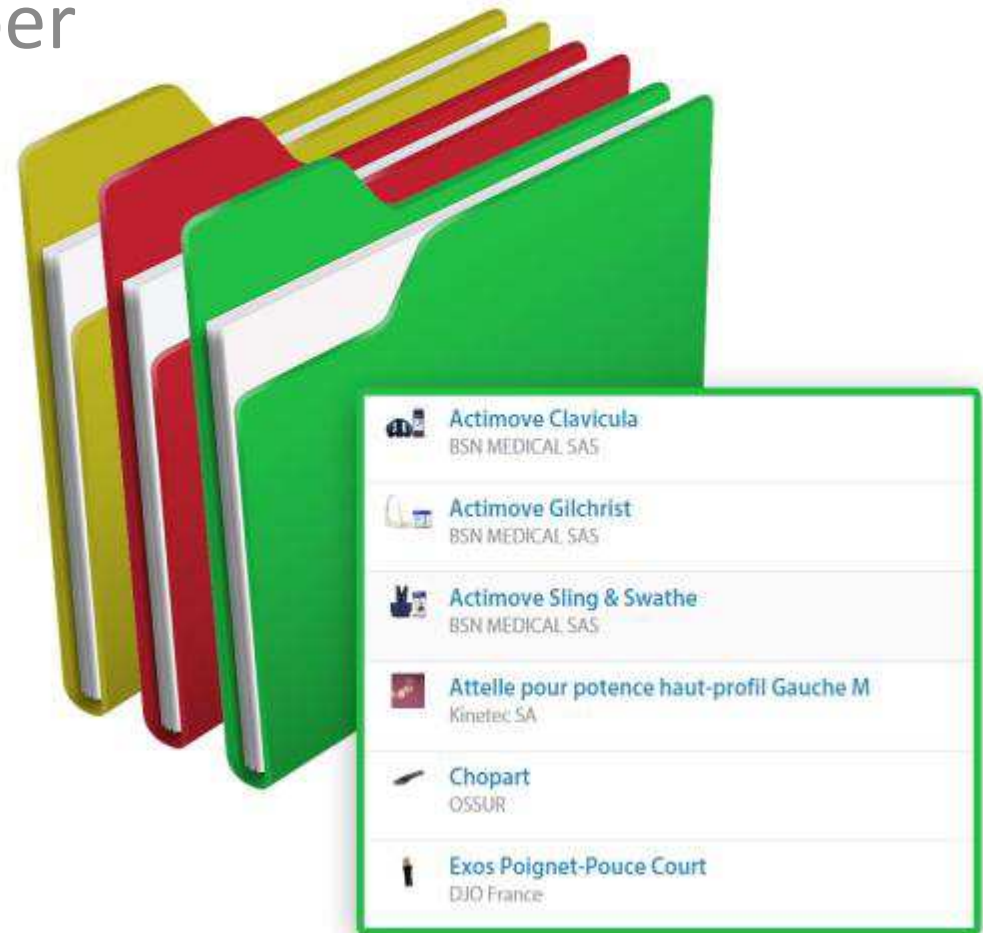 Actimove Clavicula
BSN MEDICAL SAS
Actimove Gilchrist
BSN MEDICAL SAS
Actimove Sling & Swathe
BSN MEDICAL SAS
Attelle pour potence haut-profil Gauche M
Kinetec SA
Chopart
OSSUR
Exos Poignet-Pouce Court
DJO France